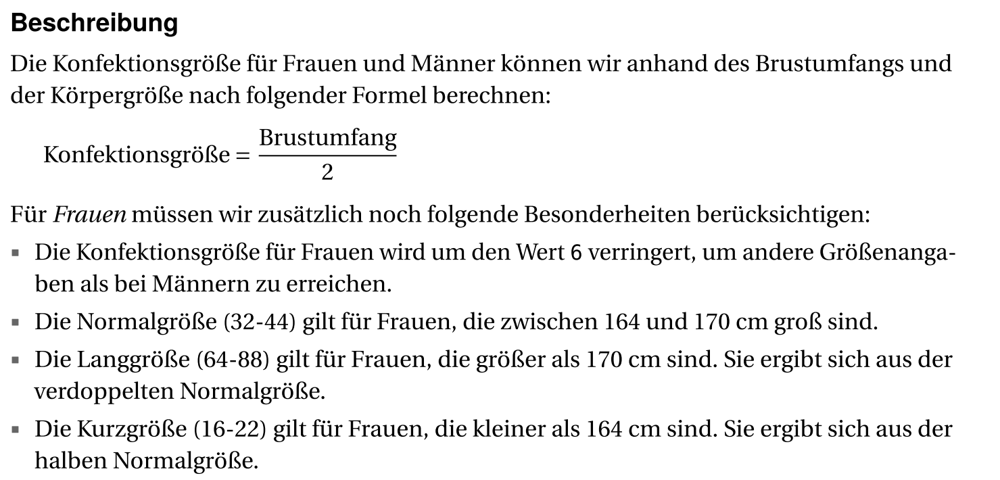 Beschreibung
Die Konfektionsgröße für Frauen und Männer können wir anhand des Brustumfangs und
der Körpergröße nach folgender Formel berechnen:
Konfektionsgröße = Brustumfang / 2
Für Frauen müssen wir zusätzlich noch folgende Besonderheiten berücksichtigen:
▪ Die Konfektionsgröße für Frauen wird um den Wert 6 verringert, um andere Größenanga-
ben als bei Männern zu erreichen.
▪ Die Normalgröße (32-44) gilt für Frauen, die zwischen 164 und 170 cm groß sind.
▪ Die Langgröße (64-88) gilt für Frauen, die größer als 170 cm sind. Sie ergibt sich aus der
verdoppelten Normalgröße.
▪ Die Kurzgröße (16-22) gilt für Frauen, die kleiner als 164 cm sind. Sie ergibt sich aus der
halben Normalgröße.